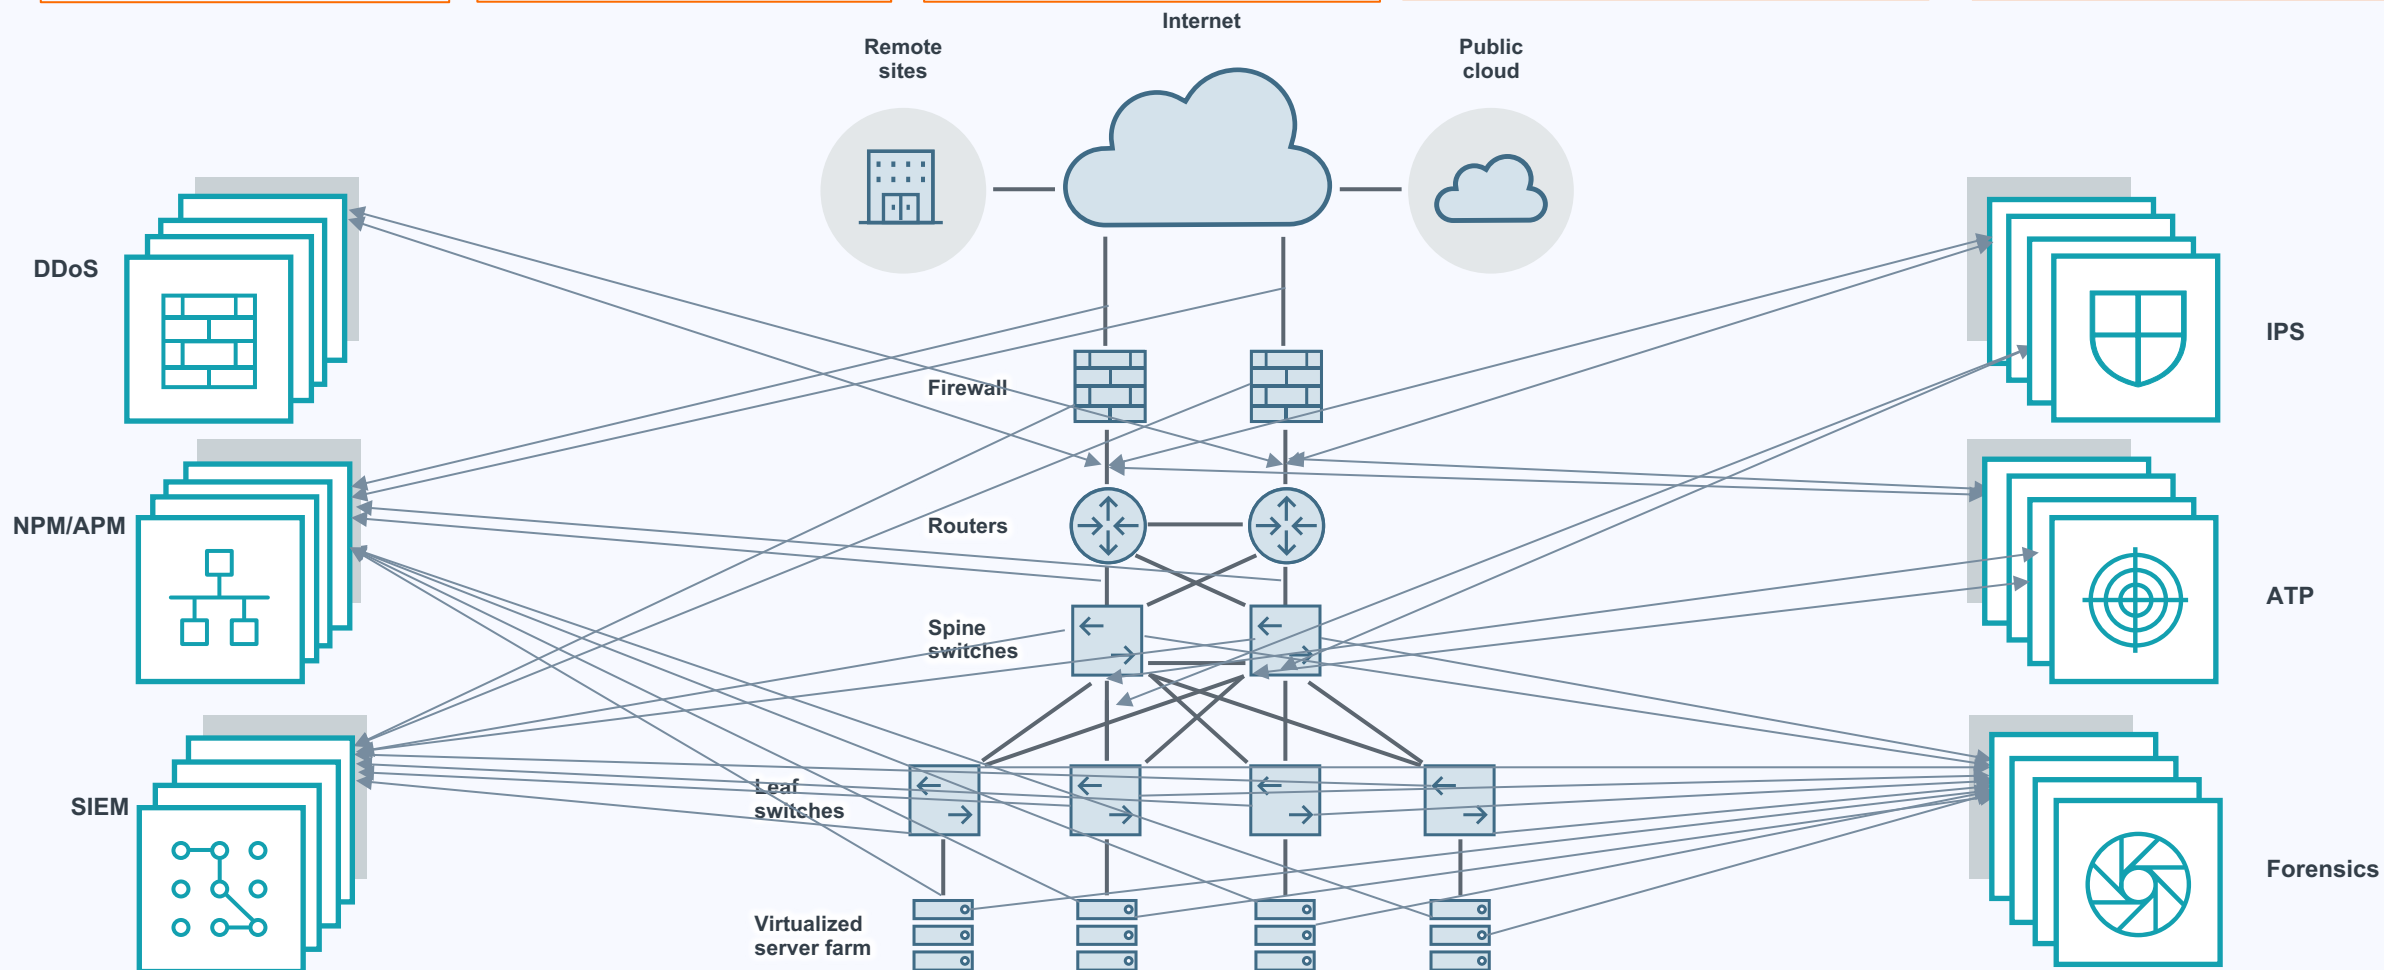 Internet
Remote
sites
Public
cloud
DDoS
IPS
Firewall
NPM/APM
Routers
ATP
Spine
switches
SIEM
Leaf
switches
Forensics
Virtualized
server farm